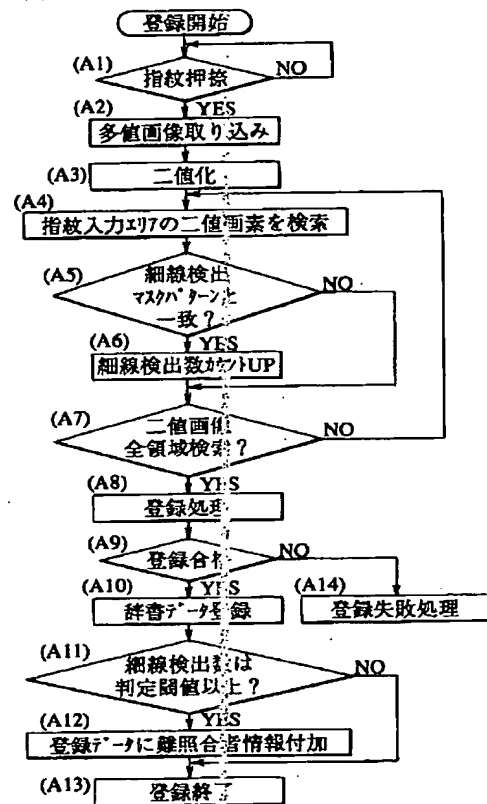 登録開始
(A1)
指紋押捺
NO
YES
(A2)
多値画像取り込み
(A3)
二値化
(A4)
指紋入力エリアの二値画素を検索
(A5)
細線検出
マスクパターンと
一致？
NO
YES
(A6)
細線検出数カウントUP
(A7)
二値画像
全領域検索？
NO
YES
(A8)
登録処理
(A9)
登録合格
NO
YES
(A10)
辞書データ登録
(A14)
登録失敗処理
(A11)
細線検出数は
判定閾値以上？
NO
YES
(A12)
登録データに難照合者情報付加
(A13)
登録終了